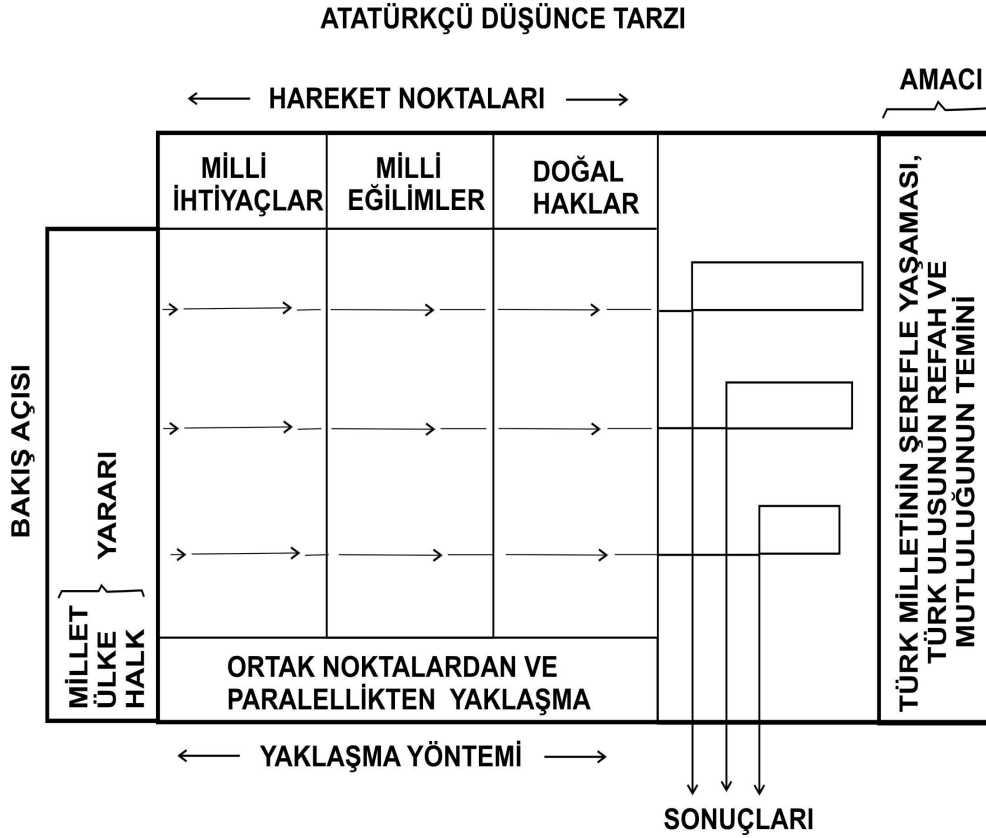 ATATÜRKÇÜ DÜŞÜNCE TARZI
AMACI
HAREKET NOKTALARI
MİLLİ
İHTİYAÇLAR
MİLLİ
EĞİLİMLER
DOĞAL
HAKLAR
BAKIŞ AÇISI
MİLLET
ÜLKE
HALK
YARARI
TÜRK MİLLETİNİN ŞEREFLE YAŞAMASI,
TÜRK ULUSUNUN REFAH VE
MUTLULUĞUNUN TEMİNİ
ORTAK NOKTALARDAN VE
PARALELLİKTEN YAKLAŞMA
YAKLAŞMA YÖNTEMİ
SONUÇLARI